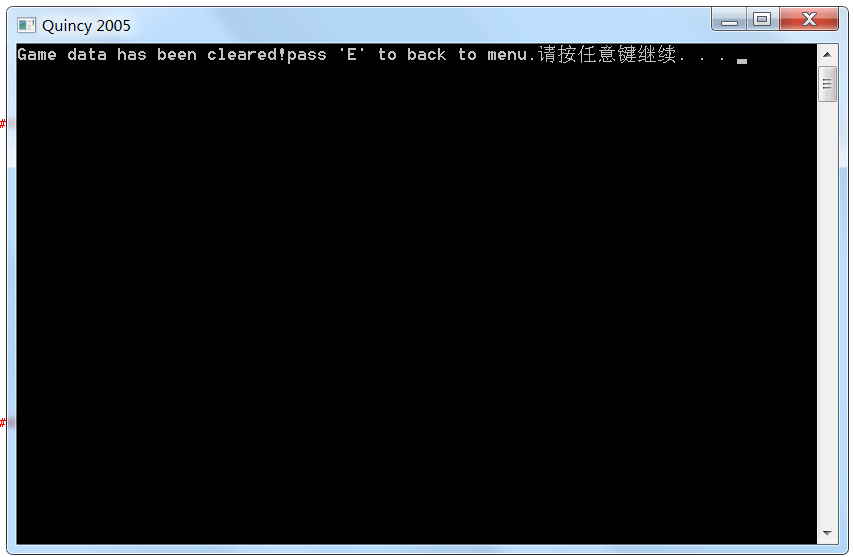 Quincy 2005
Game data has been cleared!pass 'E' to back to menu.请按任意键继续. . .
#
#